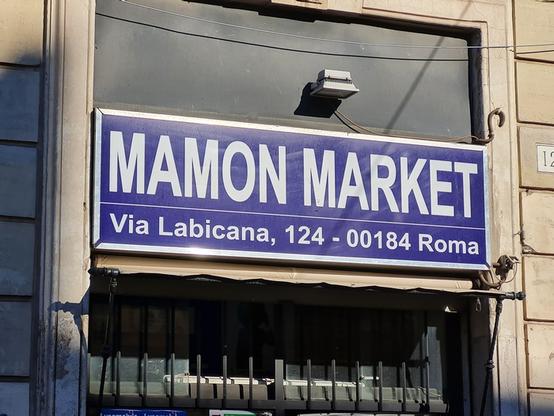 MAMON MARKET
Via Labicana, 124 - 00184 Roma